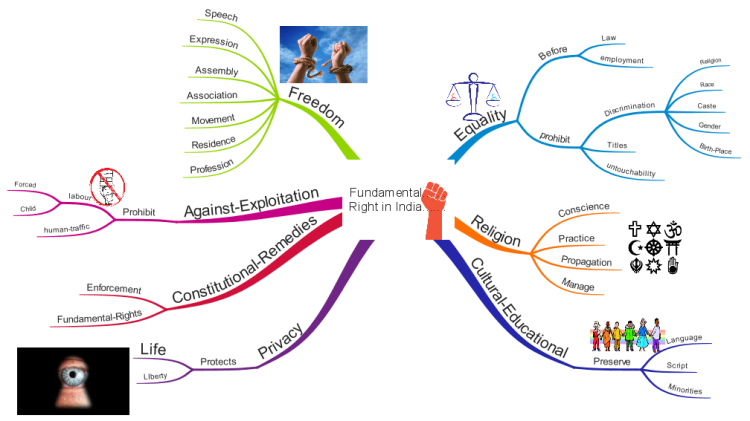 Fundamental
Right in India......
Freedom
Speech
Expression
Assembly
Association
Movement
Residence
Profession
Against-Exploitation
Prohibit
labour
Forced
Child
human-traffic
Constitutional-Remedies
Enforcement
Fundamental-Rights
Privacy
Protects
Life
LIberty
Equality
Before
Law
employment
prohibit
Discrimination
Religion
Race
Caste
Gender
Birth-Place
Titles
untouchability
Religion
Conscience
Practice
Propagation
Manage
Cultural-Educational
Preserve
Language
Script
Minorities